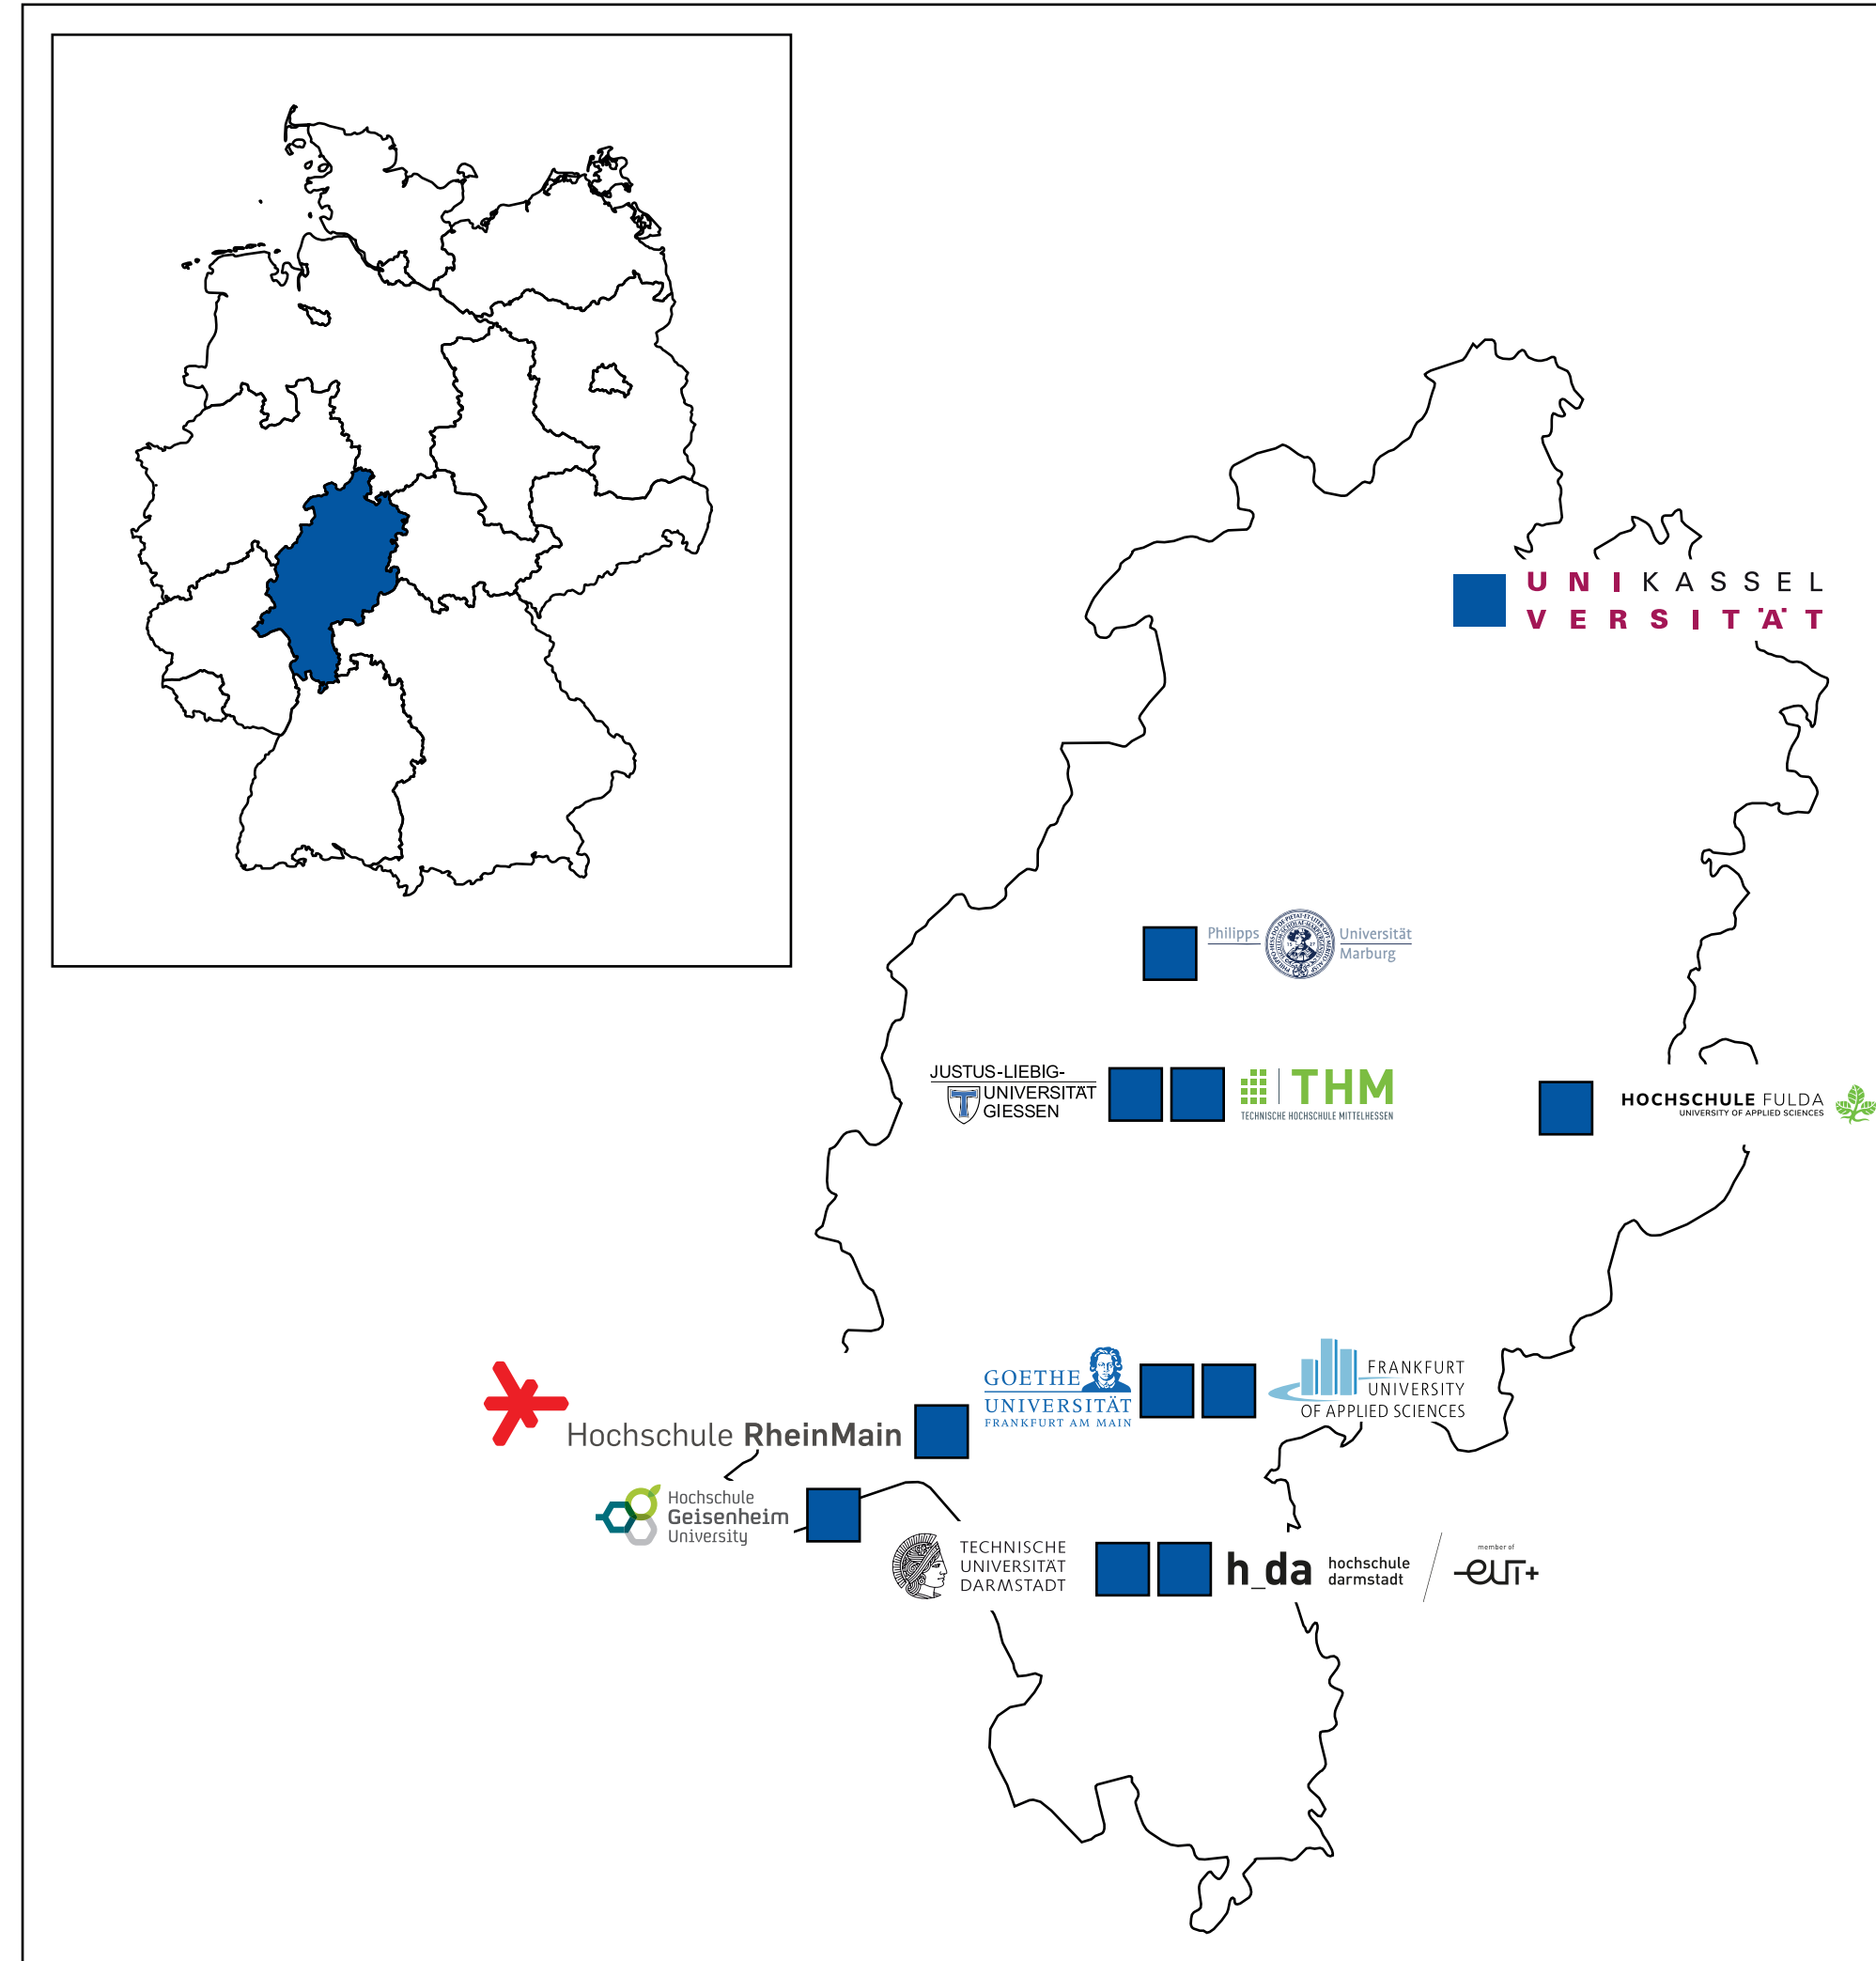 UNIKASSEL
VERSITÄT
Philipps
Universität
Marburg
JUSTUS-LIEBIG-
UNIVERSITÄT
GIESSEN
THM
TECHNISCHE HOCHSCHULE MITTELHESSEN
HOCHSCHULE FULDA
UNIVERSITY OF APPLIED SCIENCES
GOETHE
UNIVERSITÄT
FRANKFURT AM MAIN
FRANKFURT
UNIVERSITY
OF APPLIED SCIENCES
Hochschule RheinMain
Hochschule
Geisenheim
University
TECHNISCHE
UNIVERSITÄT
DARMSTADT
h_da
hochschule
darmstadt
member of
eut+